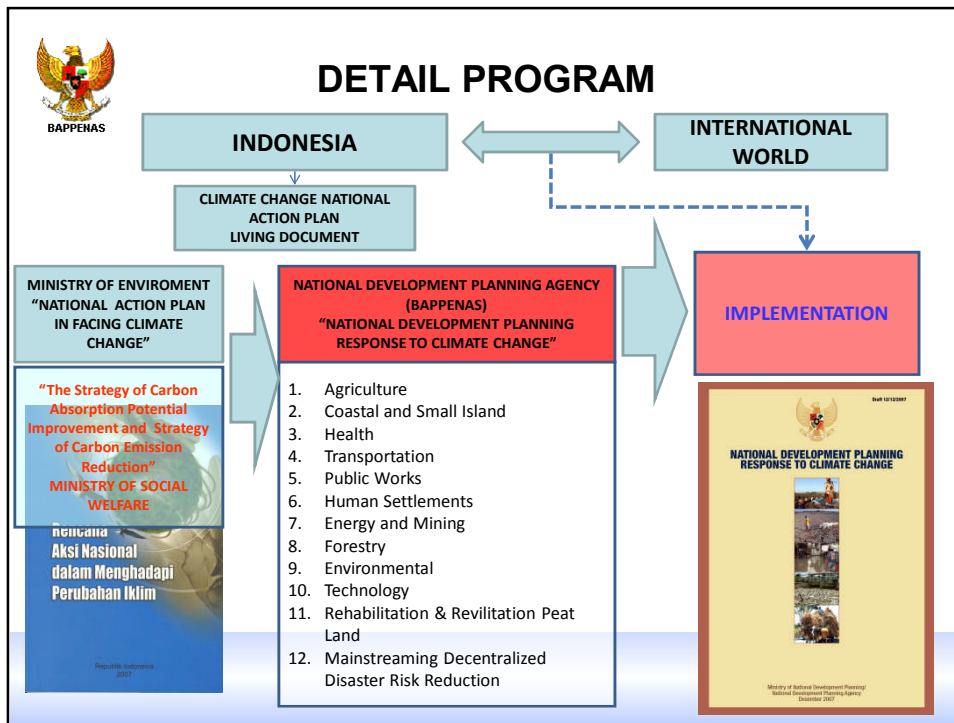 BAPPENAS
DETAIL PROGRAM
INDONESIA
INTERNATIONAL
WORLD
CLIMATE CHANGE NATIONAL
ACTION PLAN
LIVING DOCUMENT
MINISTRY OF ENVIROMENT
“NATIONAL ACTION PLAN
IN FACING CLIMATE
CHANGE”
NATIONAL DEVELOPMENT PLANNING AGENCY
(BAPPENAS)
“NATIONAL DEVELOPMENT PLANNING
RESPONSE TO CLIMATE CHANGE”
IMPLEMENTATION
“The Strategy of Carbon
Absorption Potential
Improvement and Strategy
of Carbon Emission
Reduction”
MINISTRY OF SOCIAL
WELFARE
Rencana
Aksi Nasional
dalam Menghadapi
Perubahan Iklim
Republik Indonesia
2007
1. Agriculture
2. Coastal and Small Island
3. Health
4. Transportation
5. Public Works
6. Human Settlements
7. Energy and Mining
8. Forestry
9. Environmental
10. Technology
11. Rehabilitation & Revilitation Peat
Land
12. Mainstreaming Decentralized
Disaster Risk Reduction
Draft 12/12/2007
NATIONAL DEVELOPMENT PLANNING
RESPONSE TO CLIMATE CHANGE
Ministry of National Development Planning/
National Development Planning Agency
December 2007